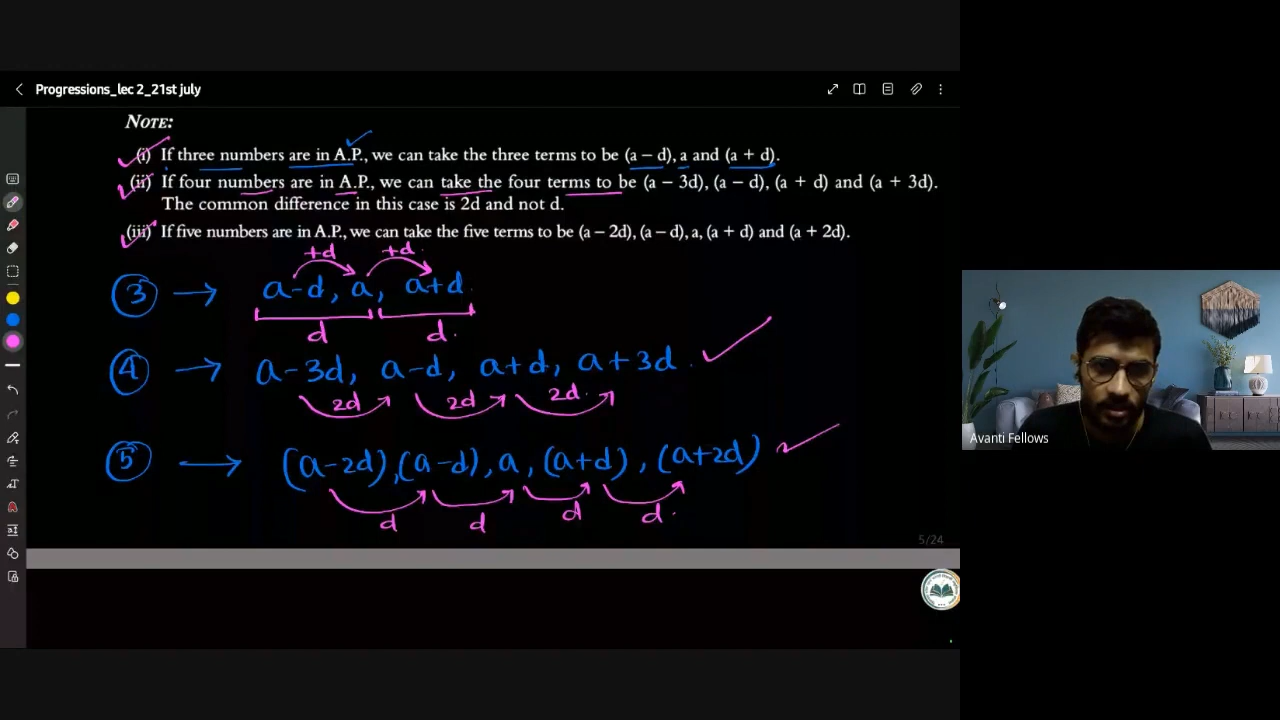 Progressions_lec 2_21st july
NOTE:
(i) If three numbers are in A.P., we can take the three terms to be (a − d), a and (a + d).
(ii) If four numbers are in A.P., we can take the four terms to be (a − 3d), (a − d), (a + d) and (a + 3d).
The common difference in this case is 2d and not d.
(iii) If five numbers are in A.P., we can take the five terms to be (a − 2d), (a − d), a, (a + d) and (a + 2d).
+d +d
③ → a-d, a, a+d
d d
④ → a-3d, a-d, a+d, a+3d.
2d 2d 2d
⑤ → (a-2d),(a-d), a, (a+d), (a+2d)
d d d d
5/24
Avanti Fellows